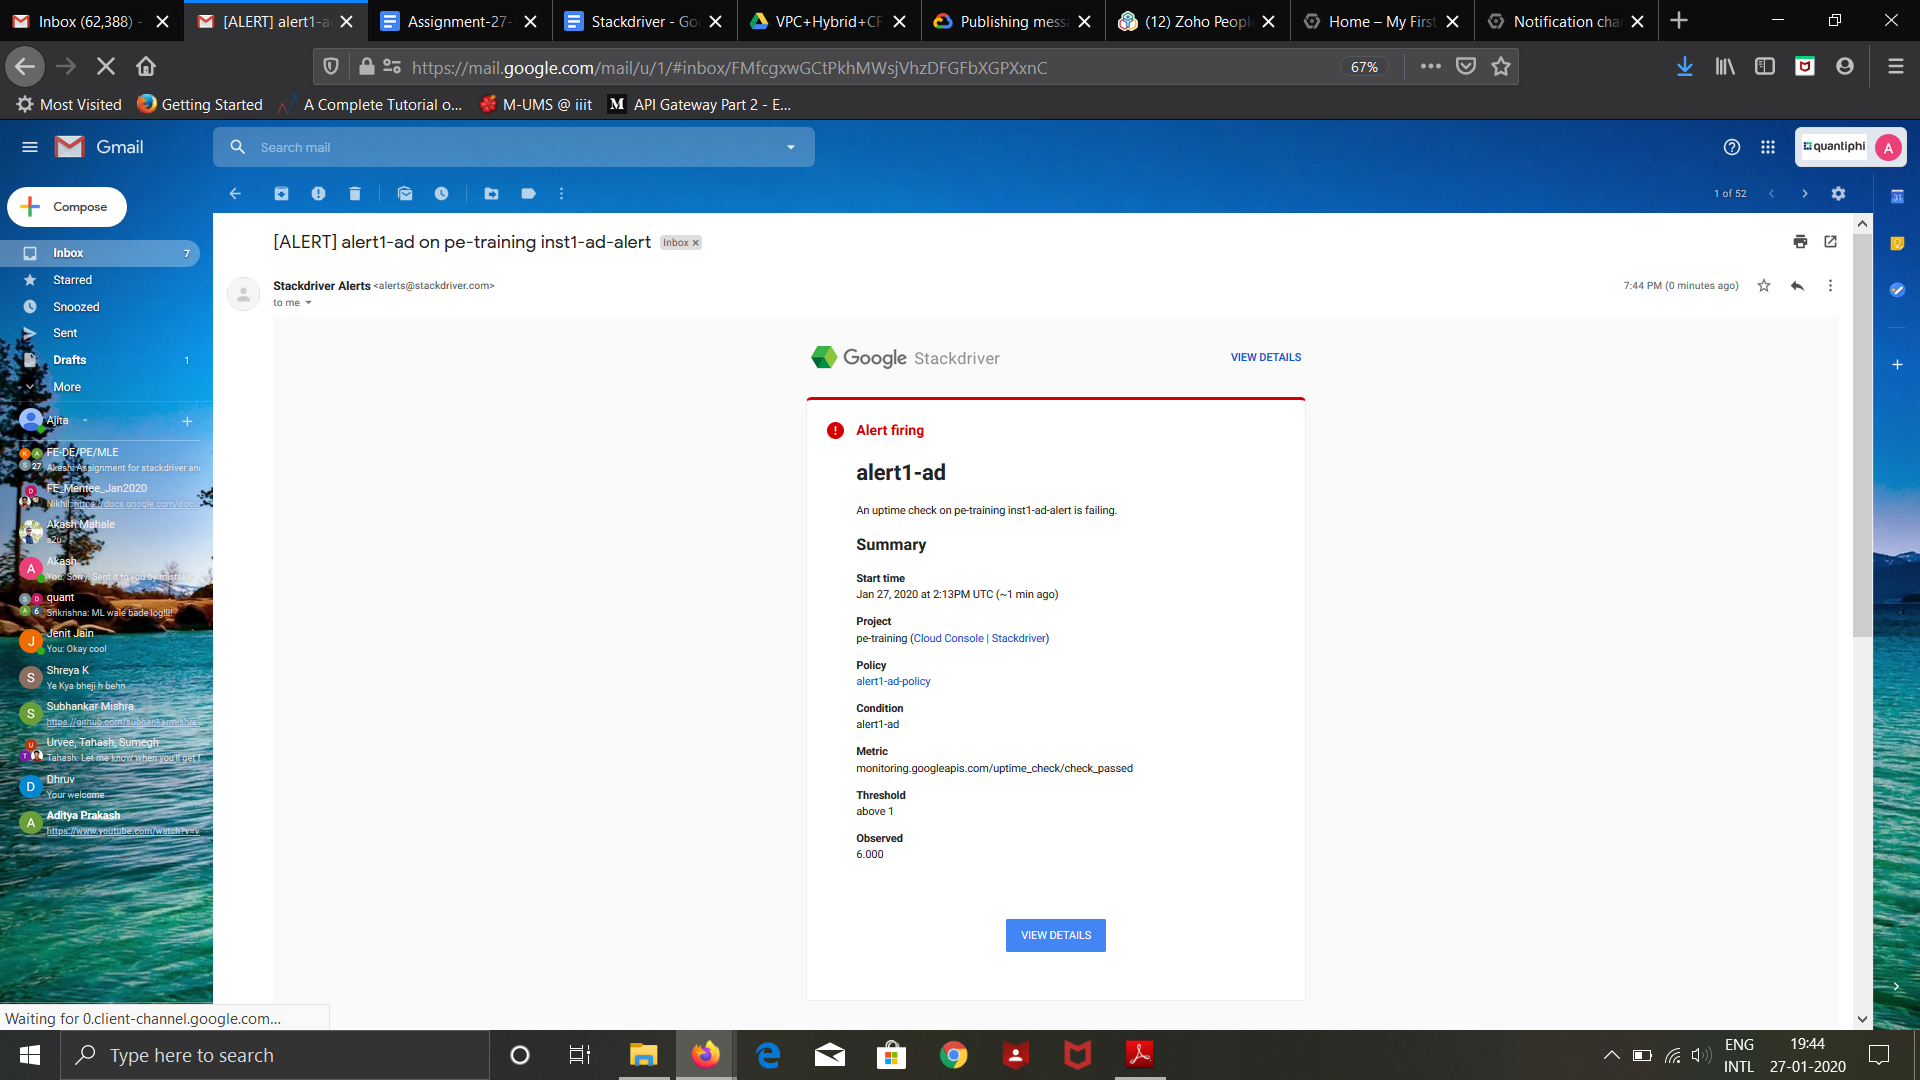 Inbox (62,388) -
[ALERT] alert1-a
Assignment-27-
Stackdriver - Go
VPC+Hybrid+CF
Publishing messa
(12) Zoho People
Home – My First
Notification cha
https://mail.google.com/mail/u/1/#inbox/FMfcgxwGCtPkhMWsjVhzDFGFbXGPXxnC
67%
Most Visited
Getting Started
A Complete Tutorial o...
M-UMS @ iiit
M
API Gateway Part 2 - E...
Gmail
Search mail
quantiphi
A
Compose
1 of 52
31
Inbox
7
Starred
Snoozed
Sent
Drafts
1
More
Ajita
FE-DE/PE/MLE
27
Akash: Assignment for stackdriver and
FE_Mentee_Jan2020
Nikhil: https://docs.google.com/docu
Akash Mahale
s2u
A
Akash
You: Sorry. Sent it to you by mistake
quant
6
Srikrishna: ML wale bade log!!!!
J
Jenit Jain
You: Okay cool
S
Shreya K
Ye Kya bheji h behn
S
Subhankar Mishra
https://github.com/subhankarmishra
Urvee, Tahash, Sumegh
Tahash: Let me know when you'll get f
D
Dhruv
Your welcome
A
Aditya Prakash
https://www.youtube.com/watch?v=v
[ALERT] alert1-ad on pe-training inst1-ad-alert
Inbox x
Stackdriver Alerts <alerts@stackdriver.com>
7:44 PM (0 minutes ago)
to me
Google Stackdriver
VIEW DETAILS
Alert firing
alert1-ad
An uptime check on pe-training inst1-ad-alert is failing.
Summary
Start time
Jan 27, 2020 at 2:13PM UTC (~1 min ago)
Project
pe-training (Cloud Console | Stackdriver)
Policy
alert1-ad-policy
Condition
alert1-ad
Metric
monitoring.googleapis.com/uptime_check/check_passed
Threshold
above 1
Observed
6.000
VIEW DETAILS
Waiting for 0.client-channel.google.com...
Type here to search
ENG
INTL
19:44
27-01-2020